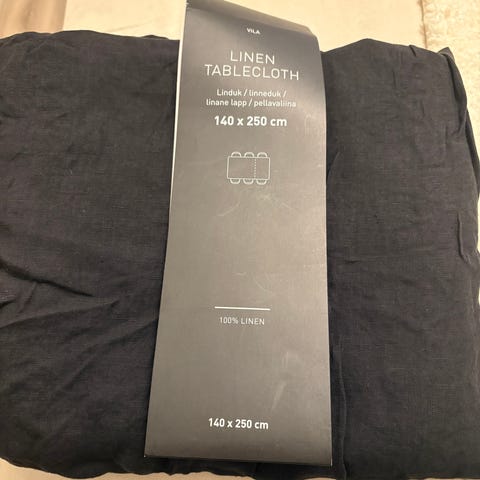 VILA
LINEN
TABLECLOTH
Linduk / linneduk /
linane lapp / pellavaliina
140 x 250 cm
100% LINEN
140 x 250 cm